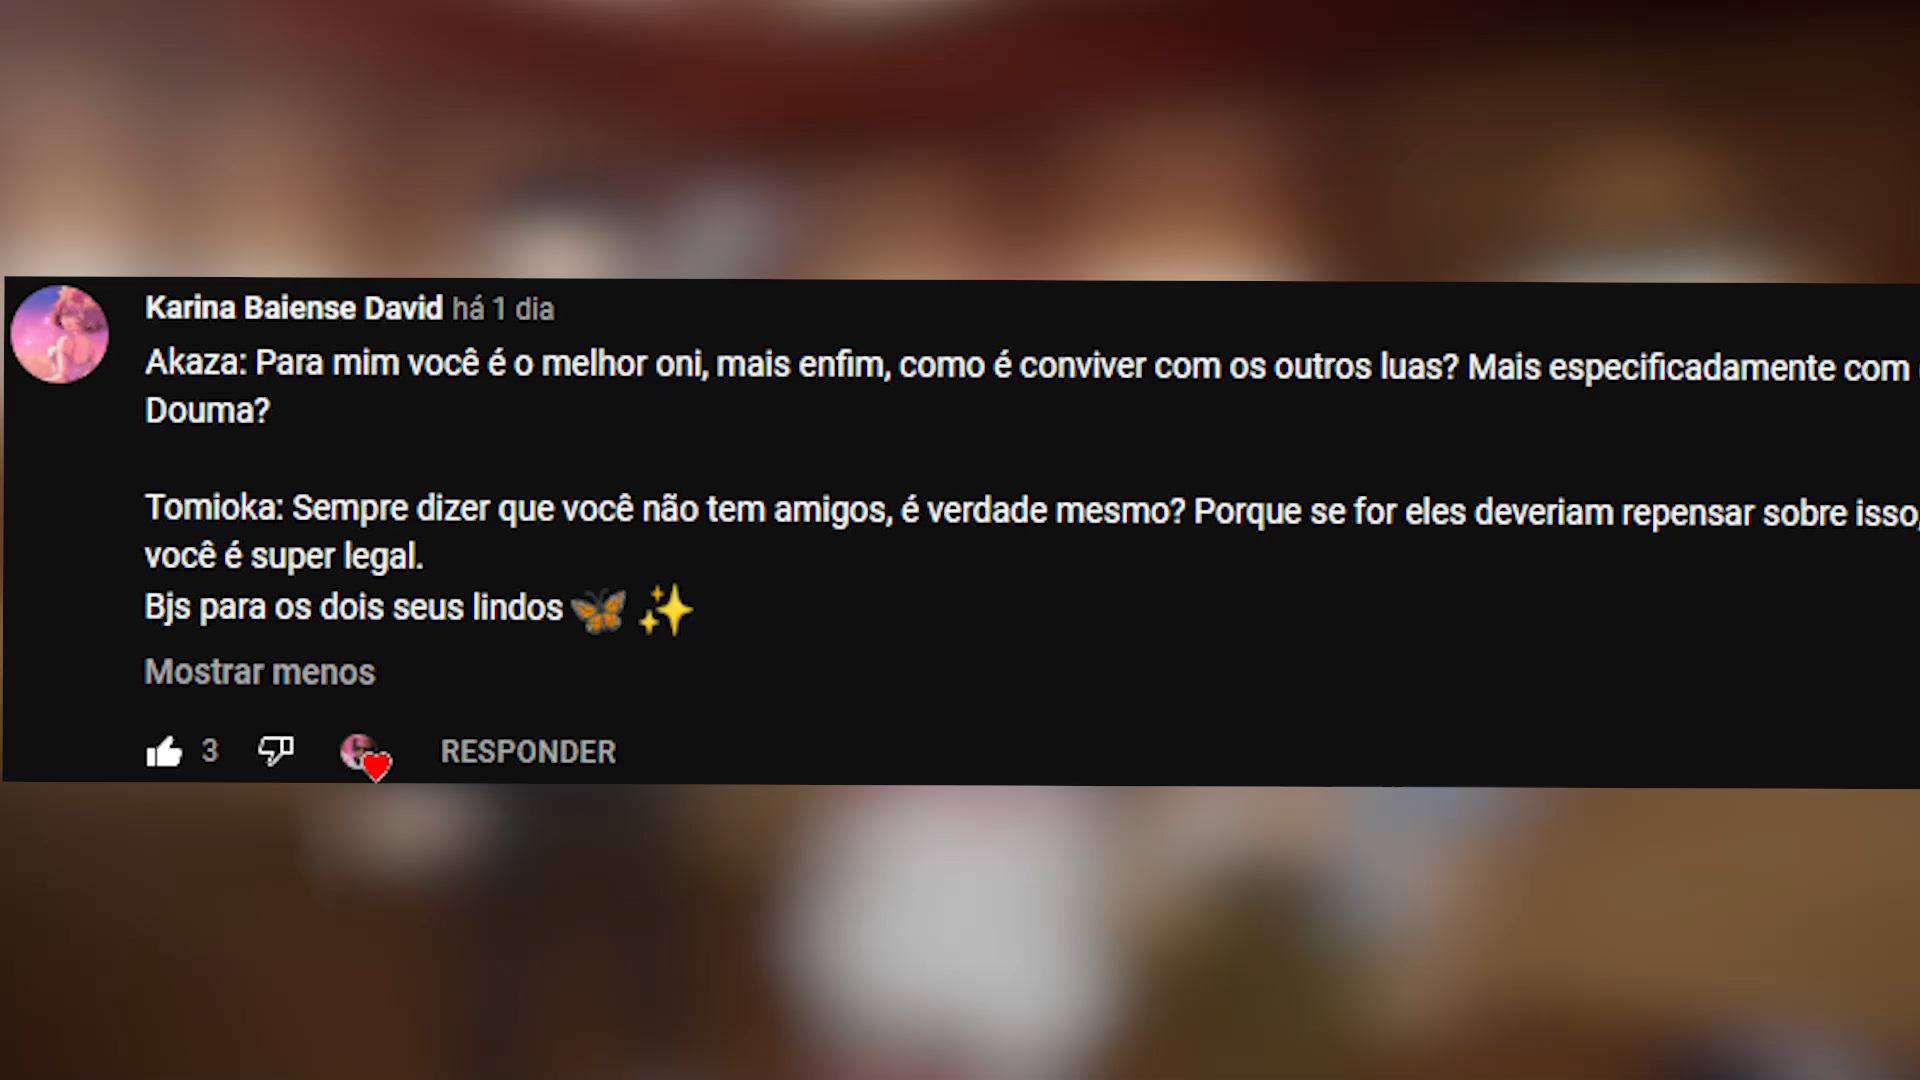 Karina Baiense David há 1 dia
Akaza: Para mim você é o melhor oni, mais enfim, como é conviver com os outros luas? Mais especificadamente com
Douma?
Tomioka: Sempre dizer que você não tem amigos, é verdade mesmo? Porque se for eles deveriam repensar sobre isso,
você é super legal.
Bjs para os dois seus lindos 🦋 ✨
Mostrar menos
3 RESPONDER